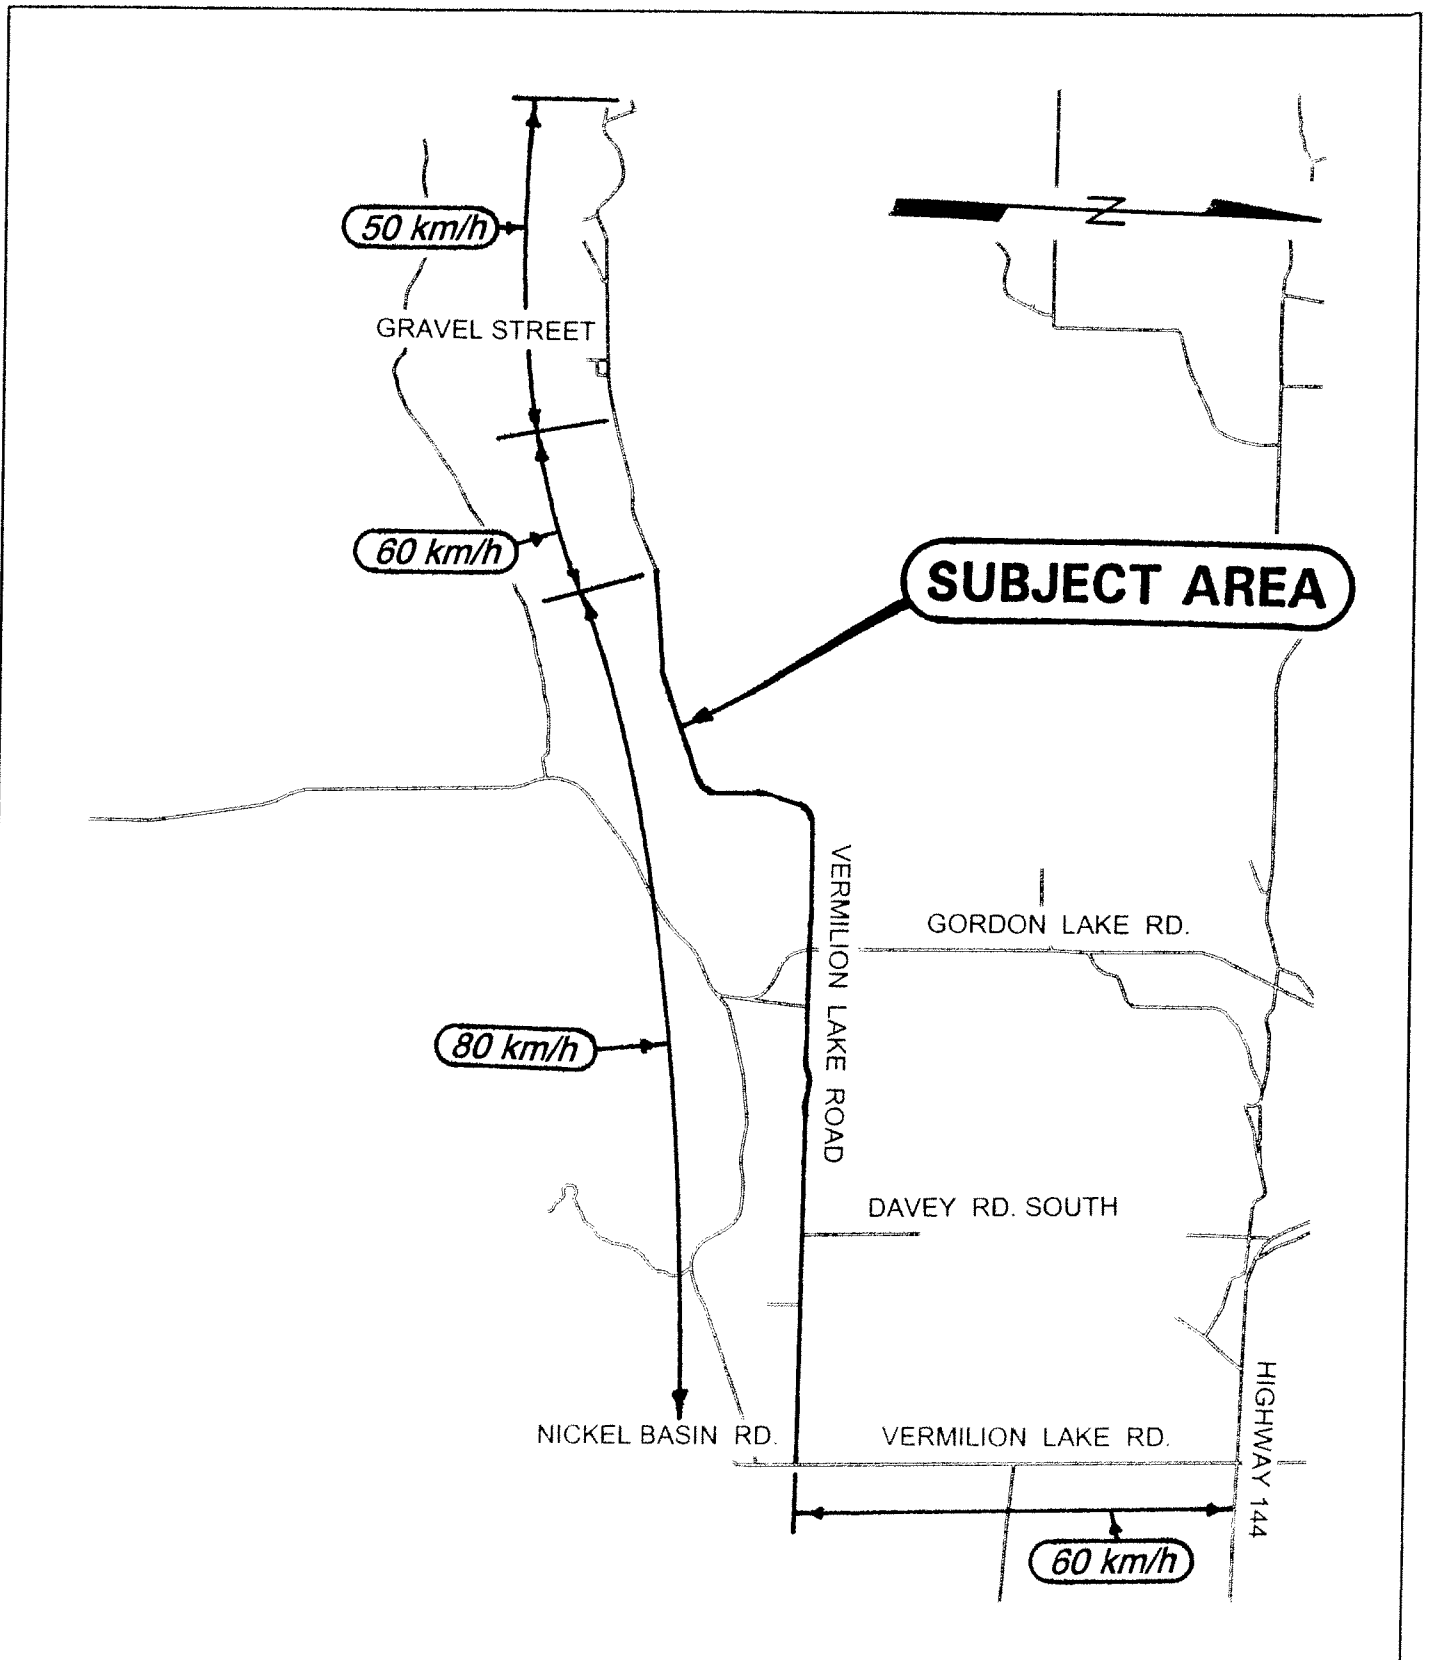 50 km/h
N
GRAVEL STREET
60 km/h
SUBJECT AREA
VERMILION LAKE ROAD
GORDON LAKE RD.
80 km/h
DAVEY RD. SOUTH
HIGHWAY 144
NICKEL BASIN RD.
VERMILION LAKE RD.
60 km/h